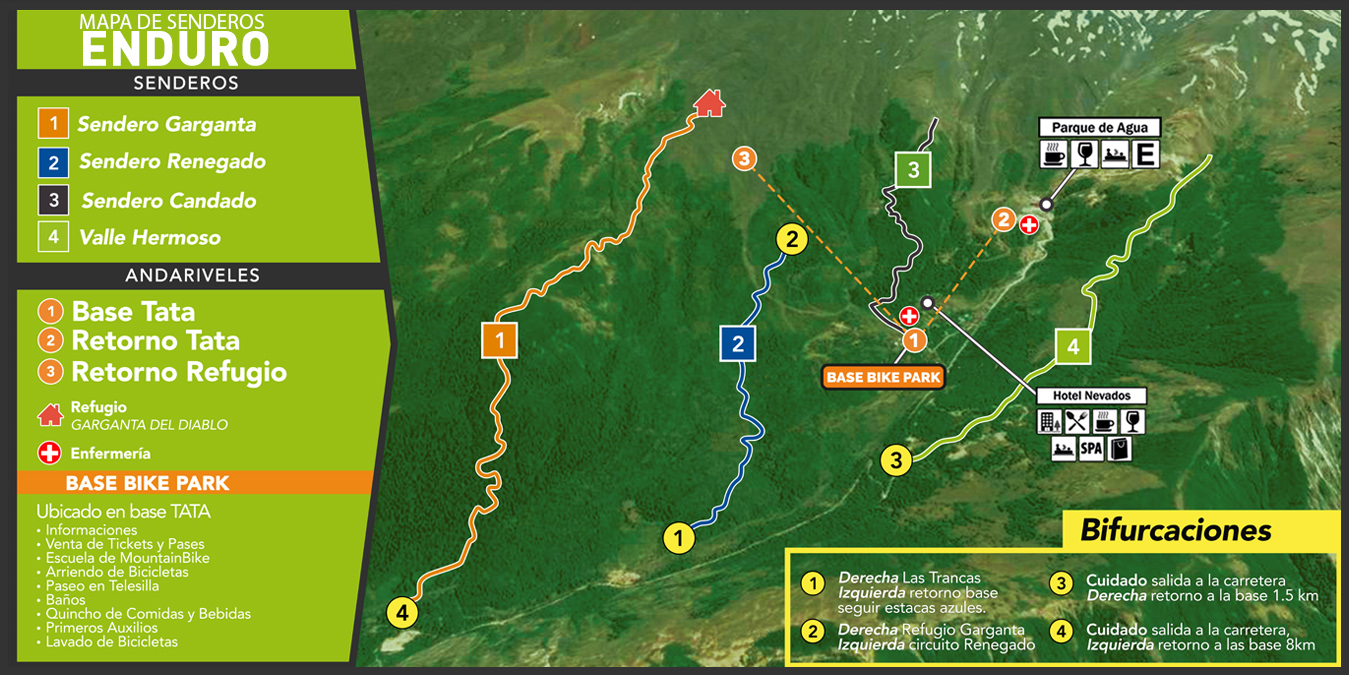 MAPA DE SENDEROS
ENDURO
SENDEROS
1 Sendero Garganta
2 Sendero Renegado
3 Sendero Candado
4 Valle Hermoso
ANDARIVELES
1 Base Tata
2 Retorno Tata
3 Retorno Refugio
Refugio
GARGANTA DEL DIABLO
Enfermería
BASE BIKE PARK
Ubicado en base TATA
• Informaciones
• Venta de Tickets y Pases
• Escuela de MountainBike
• Arriendo de Bicicletas
• Paseo en Telesilla
• Baños
• Quincho de Comidas y Bebidas
• Primeros Auxilios
• Lavado de Bicicletas
3
3
Parque de Agua
E
2
2
1
2
1
4
BASE BIKE PARK
Hotel Nevados
SPA
3
1
4
Bifurcaciones
1 Derecha Las Trancas
Izquierda retorno base
seguir estacas azules.
2 Derecha Refugio Garganta
Izquierda circuito Renegado
3 Cuidado salida a la carretera
Derecha retorno a la base 1.5 km
4 Cuidado salida a la carretera,
Izquierda retorno a las base 8km